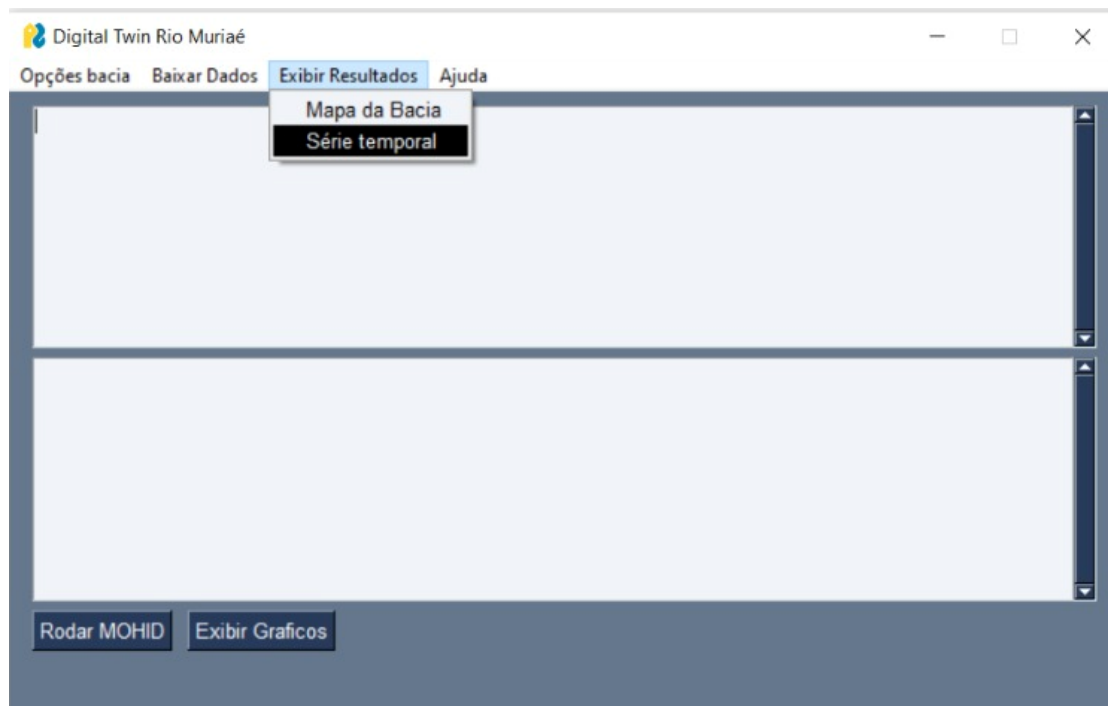 Digital Twin Rio Muriaé
Opções bacia Baixar Dados Exibir Resultados Ajuda
Mapa da Bacia
Série temporal
Rodar MOHID Exibir Graficos